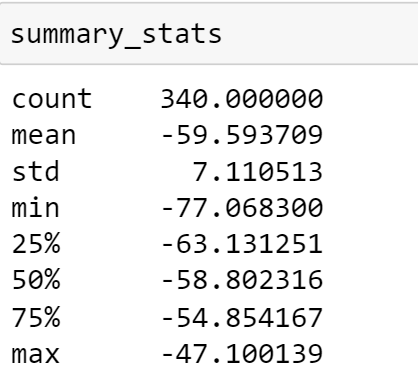 summary_stats
count 340.000000
mean -59.593709
std 7.110513
min -77.068300
25% -63.131251
50% -58.802316
75% -54.854167
max -47.100139